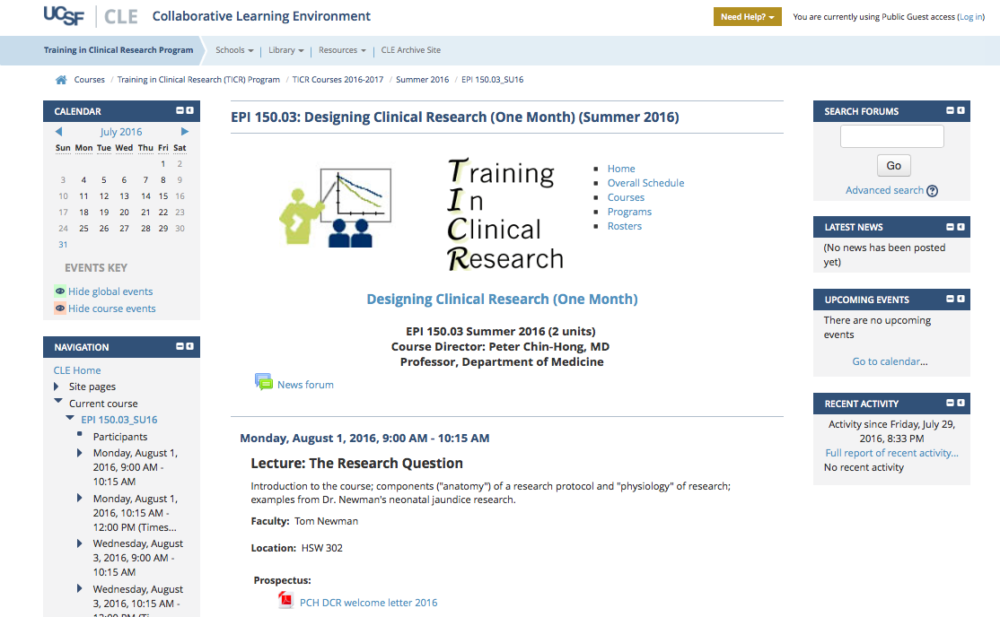 UCSF CLE Collaborative Learning Environment
Need Help? You are currently using Public Guest access (Log in)
Training in Clinical Research Program Schools Library Resources CLE Archive Site
Courses / Training in Clinical Research (TICR) Program / TICR Courses 2016-2017 / Summer 2016 / EPI 150.03_SU16
CALENDAR
July 2016
Sun Mon Tue Wed Thu Fri Sat
1 2
3 4 5 6 7 8 9
10 11 12 13 14 15 16
17 18 19 20 21 22 23
24 25 26 27 28 29 30
31
EVENTS KEY
Hide global events
Hide course events
NAVIGATION
CLE Home
Site pages
Current course
EPI 150.03_SU16
Participants
Monday, August 1,
2016, 9:00 AM -
10:15 AM
Monday, August 1,
2016, 10:15 AM -
12:00 PM (Times...
Wednesday, August
3, 2016, 9:00 AM -
10:15 AM
Wednesday, August
3, 2016, 10:15 AM -
EPI 150.03: Designing Clinical Research (One Month) (Summer 2016)
Training
In
Clinical
Research
Home
Overall Schedule
Courses
Programs
Rosters
Designing Clinical Research (One Month)
EPI 150.03 Summer 2016 (2 units)
Course Director: Peter Chin-Hong, MD
Professor, Department of Medicine
News forum
Monday, August 1, 2016, 9:00 AM - 10:15 AM
Lecture: The Research Question
Introduction to the course; components ("anatomy") of a research protocol and "physiology" of research;
examples from Dr. Newman's neonatal jaundice research.
Faculty: Tom Newman
Location: HSW 302
Prospectus:
PCH DCR welcome letter 2016
SEARCH FORUMS
Go
Advanced search
LATEST NEWS
(No news has been posted
yet)
UPCOMING EVENTS
There are no upcoming
events
Go to calendar...
RECENT ACTIVITY
Activity since Friday, July 29,
2016, 8:33 PM
Full report of recent activity...
No recent activity